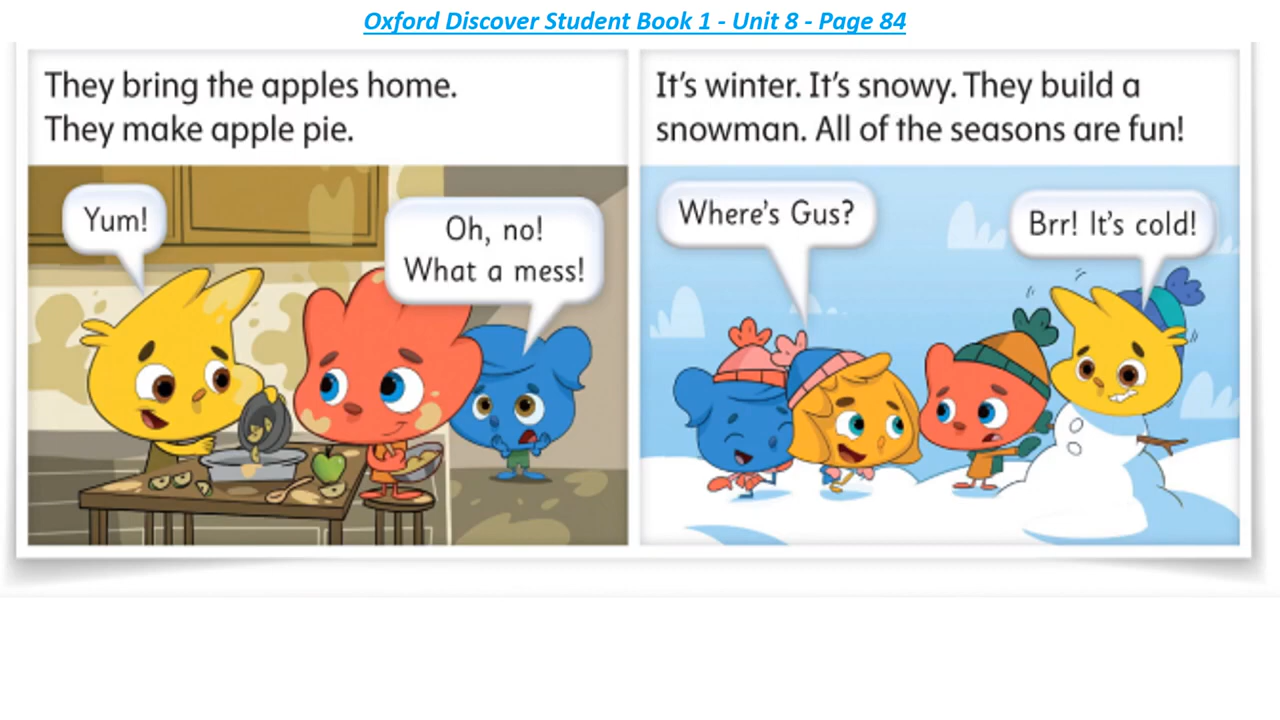 Oxford Discover Student Book 1 - Unit 8 - Page 84
They bring the apples home.
They make apple pie.
Yum!
Oh, no!
What a mess!
It's winter. It's snowy. They build a
snowman. All of the seasons are fun!
Where's Gus?
Brr! It's cold!